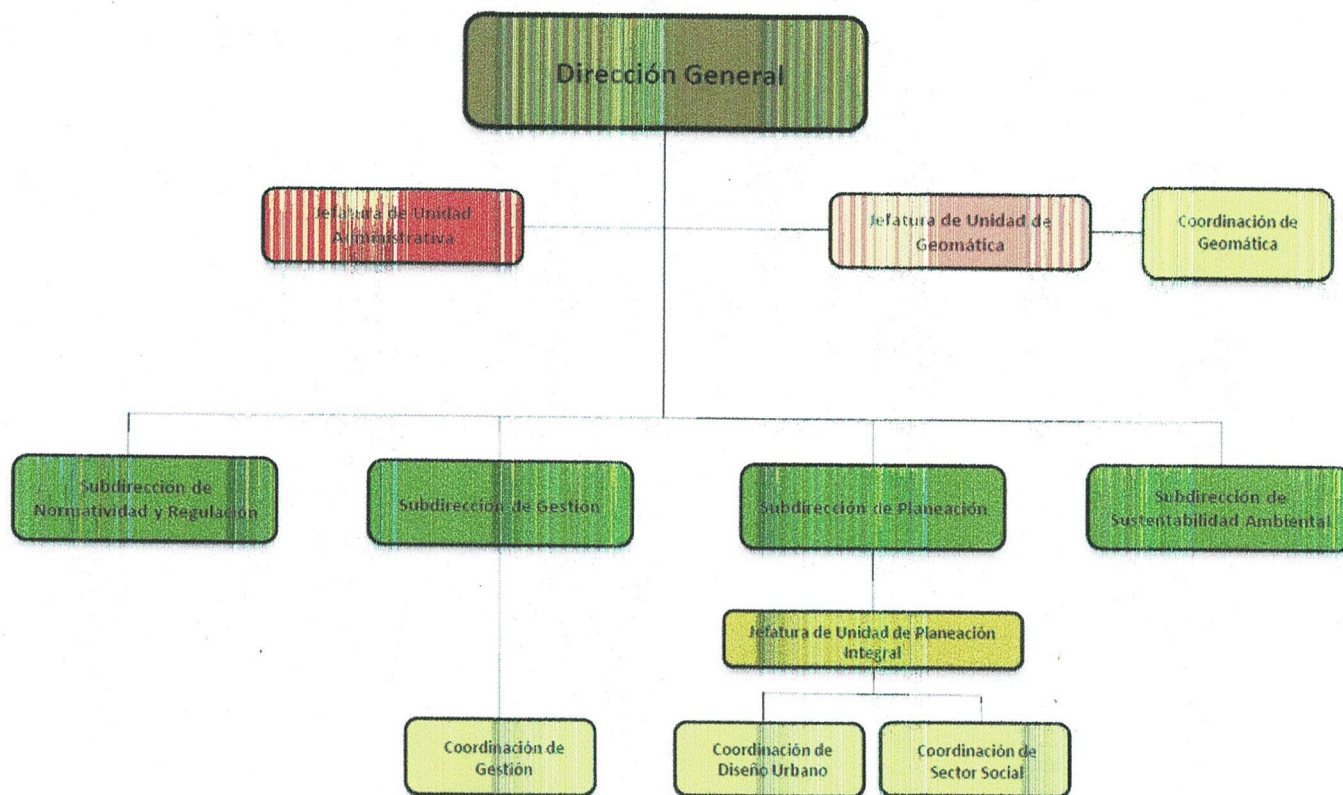 Dirección General
Jefatura de Unidad
Administrativa
Jefatura de Unidad de
Geomática
Coordinación de
Geomática
Subdirección de
Normatividad y Regulación
Subdirección de Gestión
Subdirección de Planeación
Subdirección de
Sustentabilidad Ambiental
Jefatura de Unidad de Planeación
Integral
Coordinación de
Gestión
Coordinación de
Diseño Urbano
Coordinación de
Sector Social